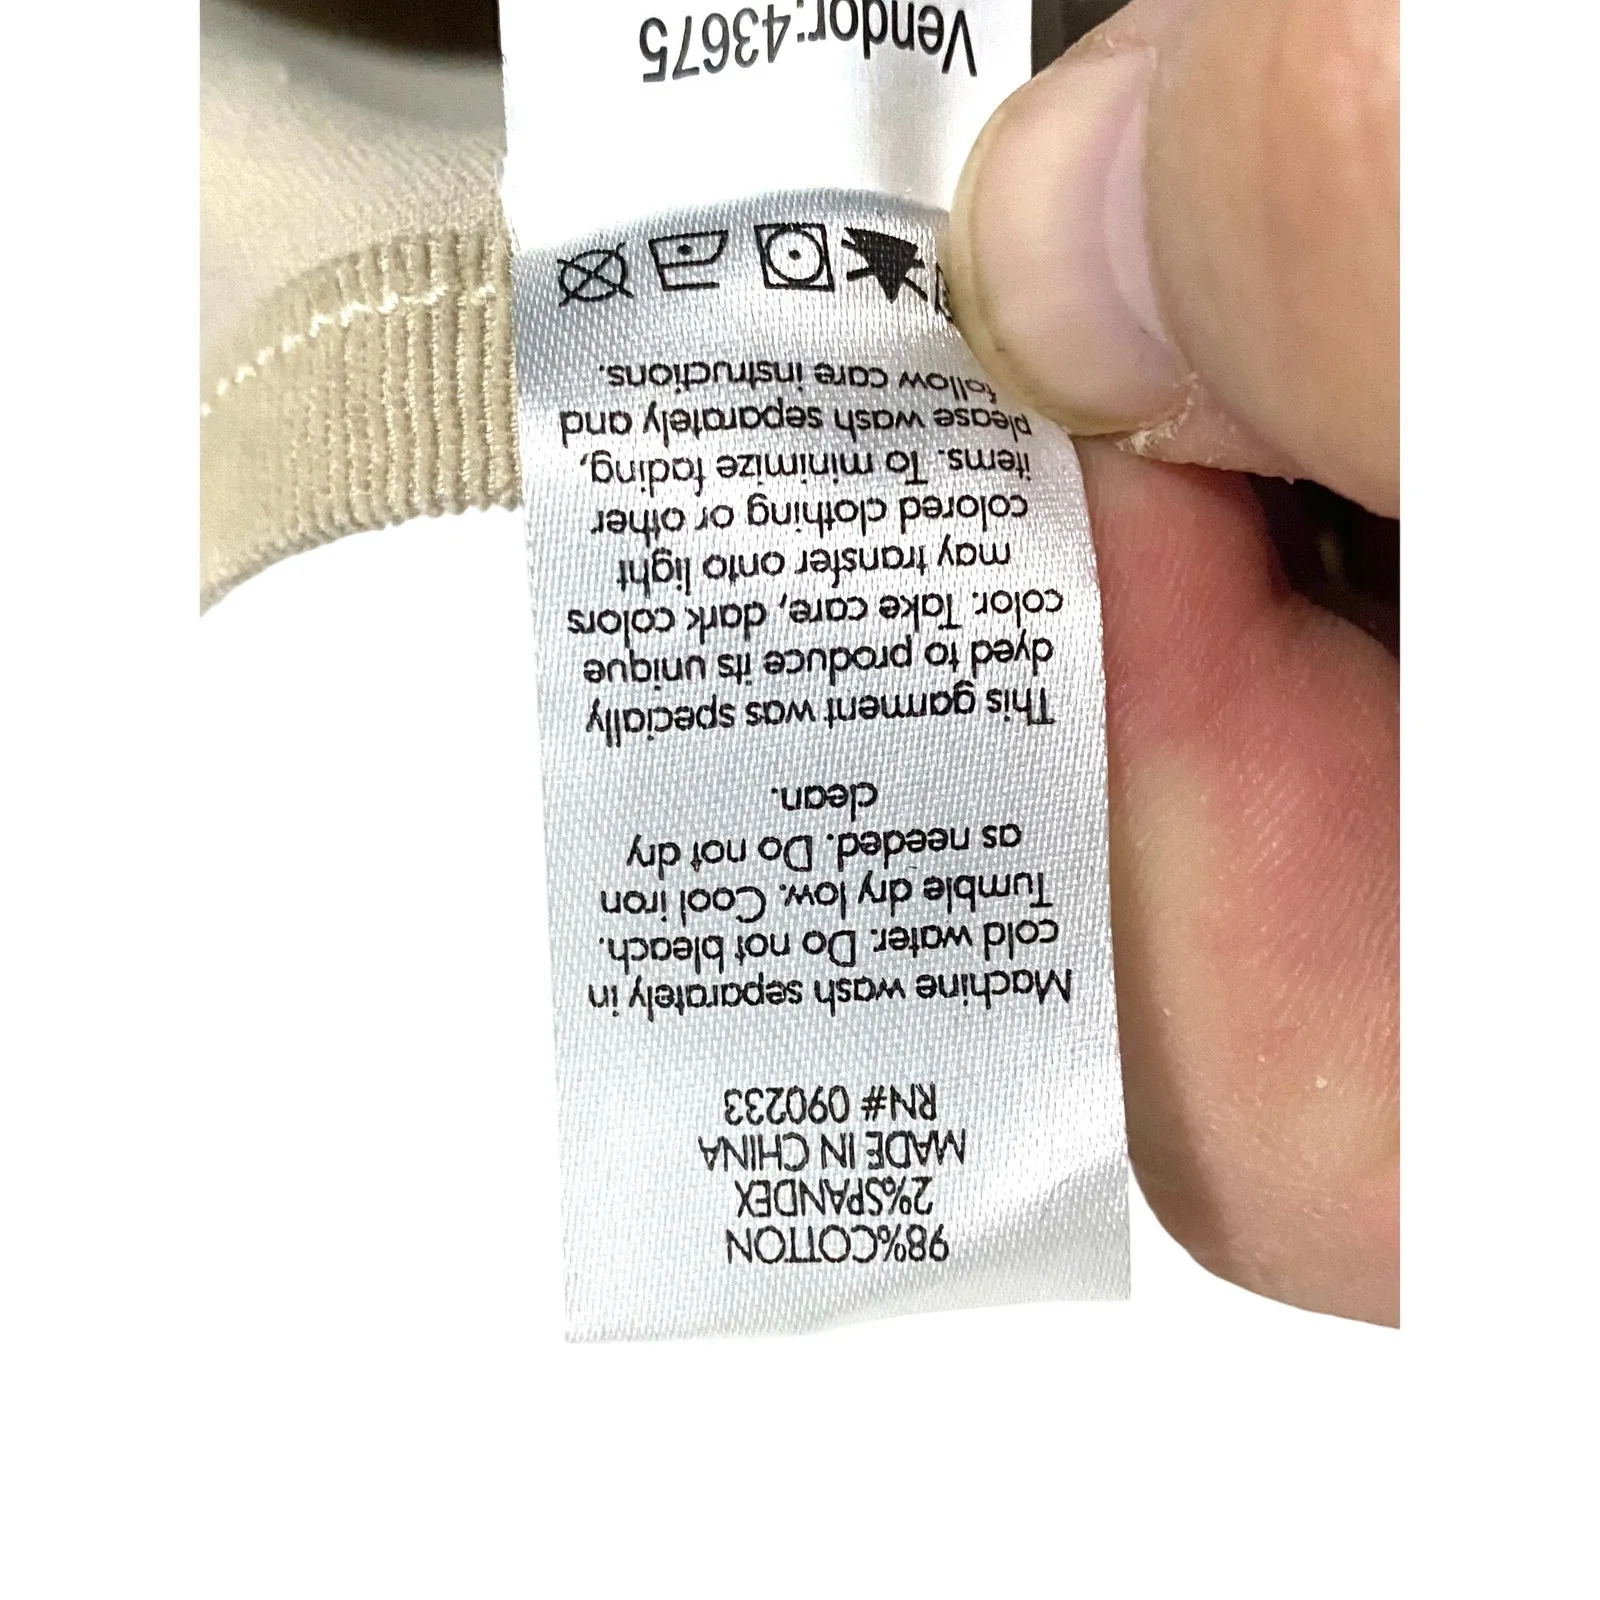 98%COTTON
2%SPANDEX
MADE IN CHINA
RN# 090233
Machine wash separately in
cold water. Do not bleach.
Tumble dry low. Cool iron
as needed. Do not dry
clean.
This garment was specially
dyed to produce its unique
color. Take care, dark colors
may transfer onto light
colored clothing or other
items. To minimize fading,
please wash separately and
follow care instructions.
Vendor:43675